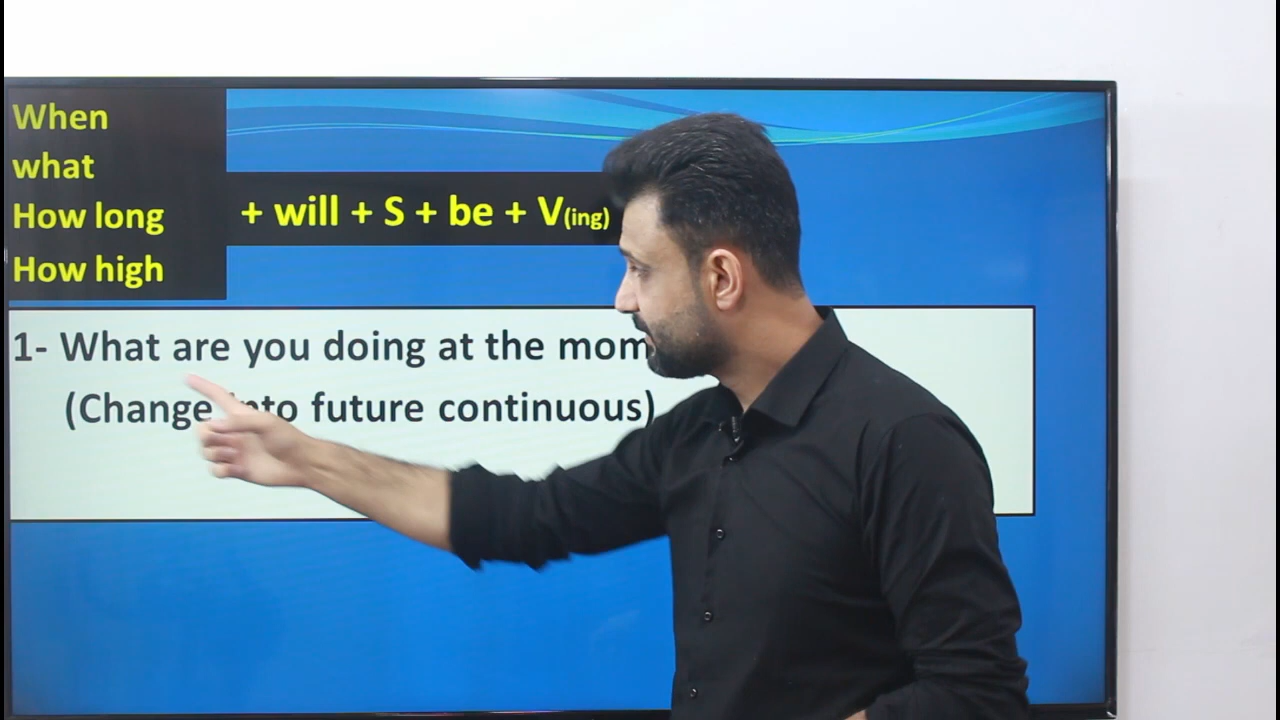 When
what
How long
How high
+ will + S + be + V(ing)
1- What are you doing at the mom
(Change into future continuous)